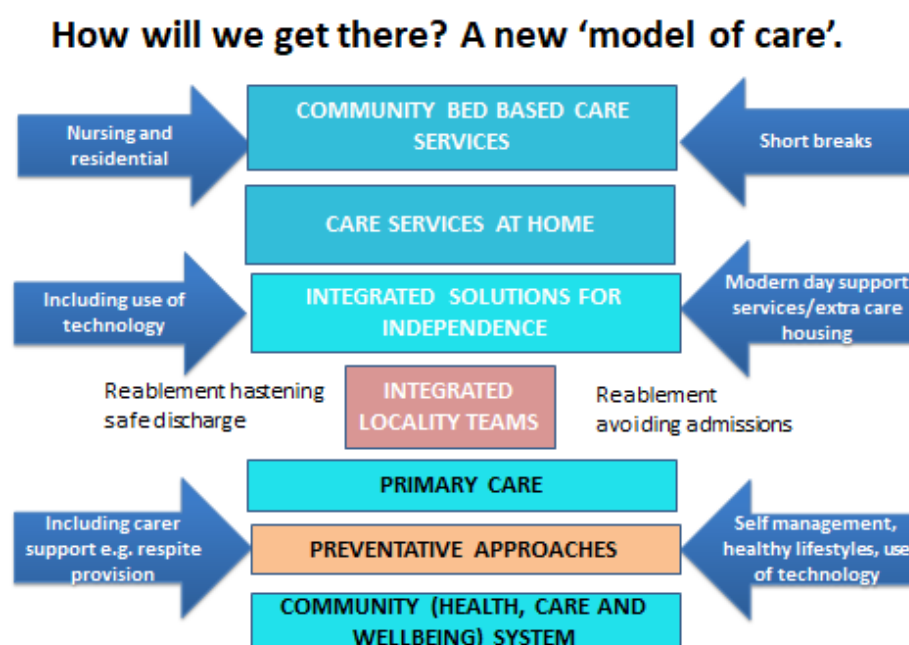 How will we get there? A new ‘model of care’.
COMMUNITY BED BASED CARE
SERVICES
Nursing and
residential
Short breaks
CARE SERVICES AT HOME
Including use of
technology
INTEGRATED SOLUTIONS FOR
INDEPENDENCE
Modern day support
services/extra care
housing
Reablement hastening
safe discharge
INTEGRATED
LOCALITY TEAMS
Reablement
avoiding admissions
PRIMARY CARE
Including carer
support e.g. respite
provision
PREVENTATIVE APPROACHES
Self management,
healthy lifestyles, use
of technology
COMMUNITY (HEALTH, CARE AND
WELLBEING) SYSTEM